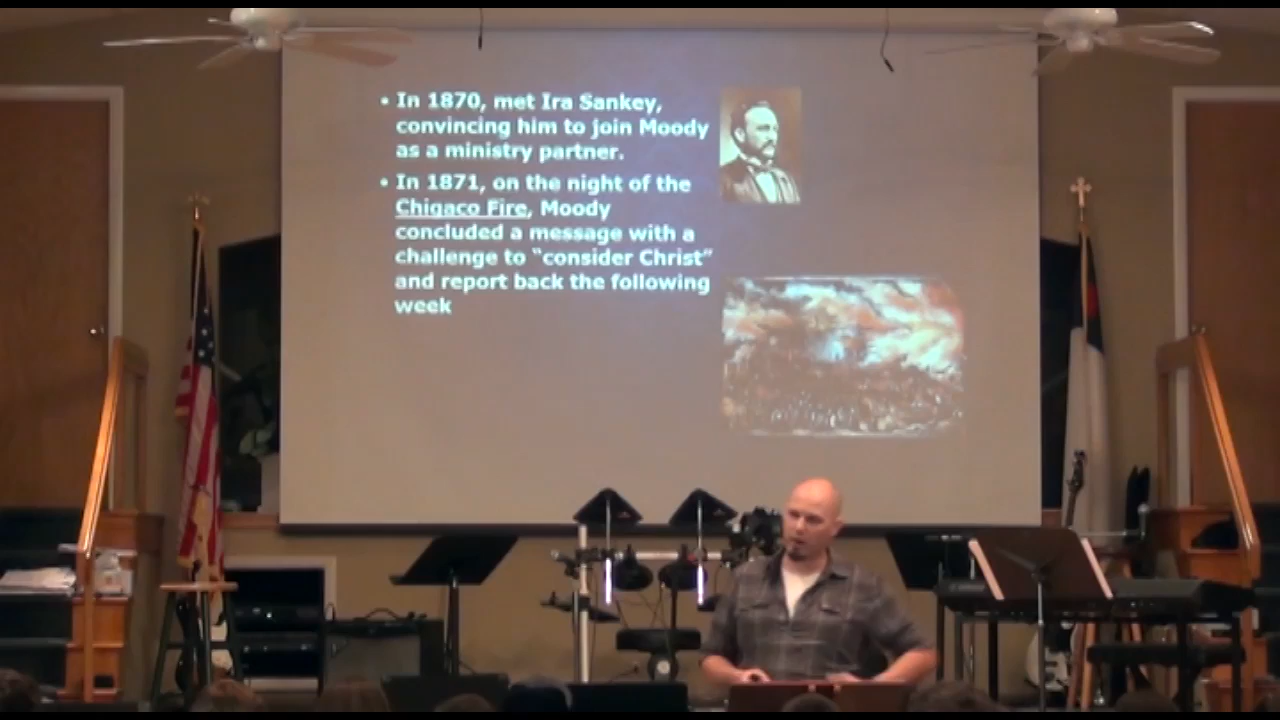 • In 1870, met Ira Sankey,
convincing him to join Moody
as a ministry partner.
• In 1871, on the night of the
Chigaco Fire, Moody
concluded a message with a
challenge to “consider Christ”
and report back the following
week